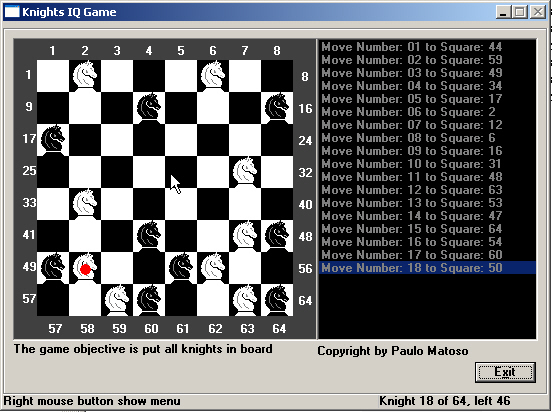 Knights IQ Game
1 2 3 4 5 6 7 8
1 8
9 16
17 24
25 32
33 40
41 48
49 56
57 64
57 58 59 60 61 62 63 64
Move Number: 01 to Square: 44
Move Number: 02 to Square: 59
Move Number: 03 to Square: 49
Move Number: 04 to Square: 34
Move Number: 05 to Square: 17
Move Number: 06 to Square: 2
Move Number: 07 to Square: 12
Move Number: 08 to Square: 6
Move Number: 09 to Square: 16
Move Number: 10 to Square: 31
Move Number: 11 to Square: 48
Move Number: 12 to Square: 63
Move Number: 13 to Square: 53
Move Number: 14 to Square: 47
Move Number: 15 to Square: 64
Move Number: 16 to Square: 54
Move Number: 17 to Square: 60
Move Number: 18 to Square: 50
The game objective is put all knights in board
Copyright by Paulo Matoso
Exit
Right mouse button show menu
Knight 18 of 64, left 46